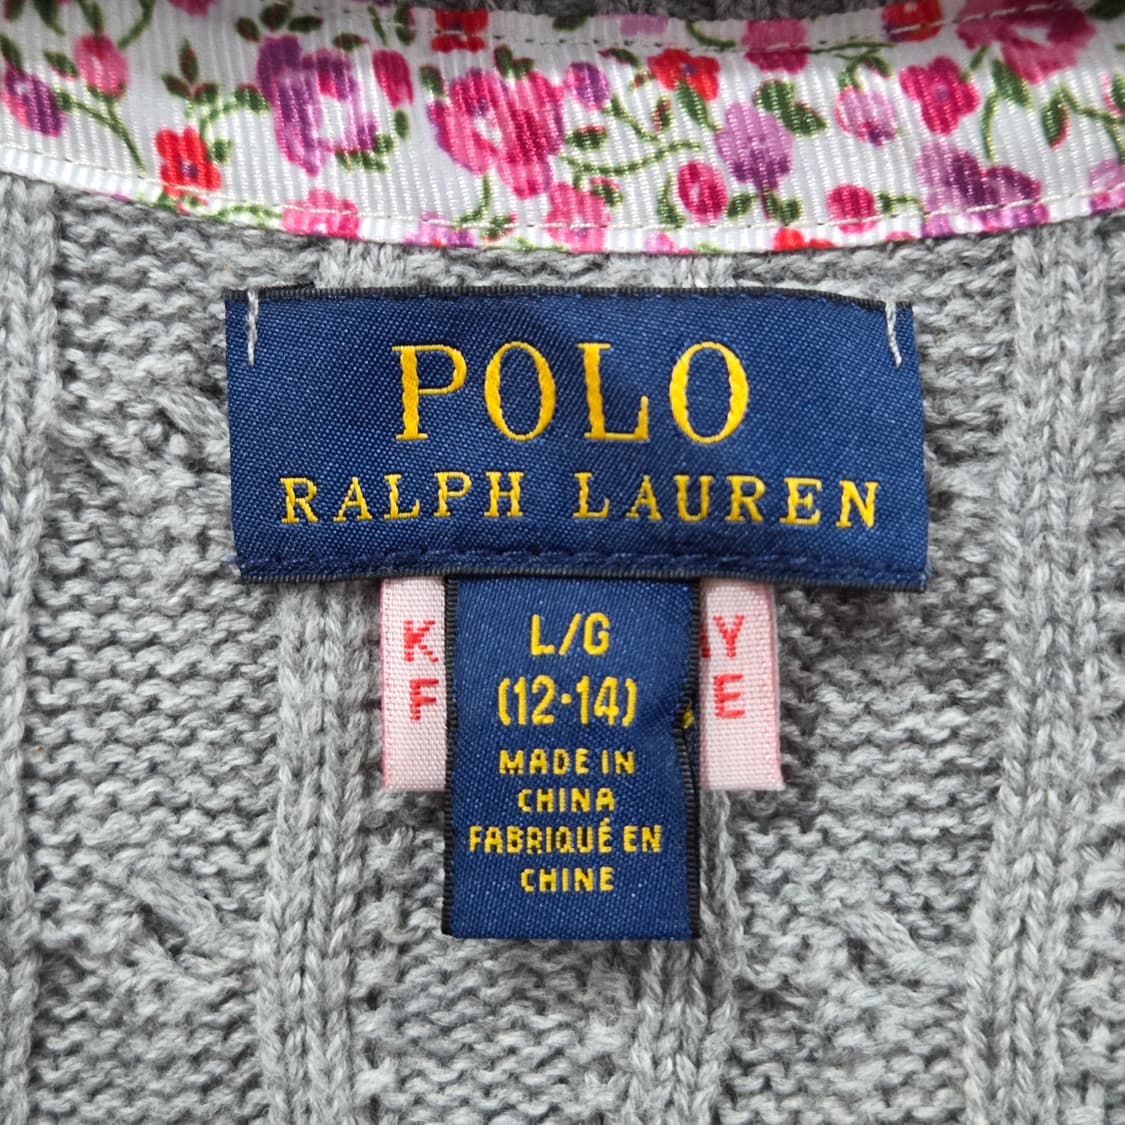 POLO
RALPH LAUREN
L/G
(12·14)
MADE IN
CHINA
FABRIQUÉ EN
CHINE